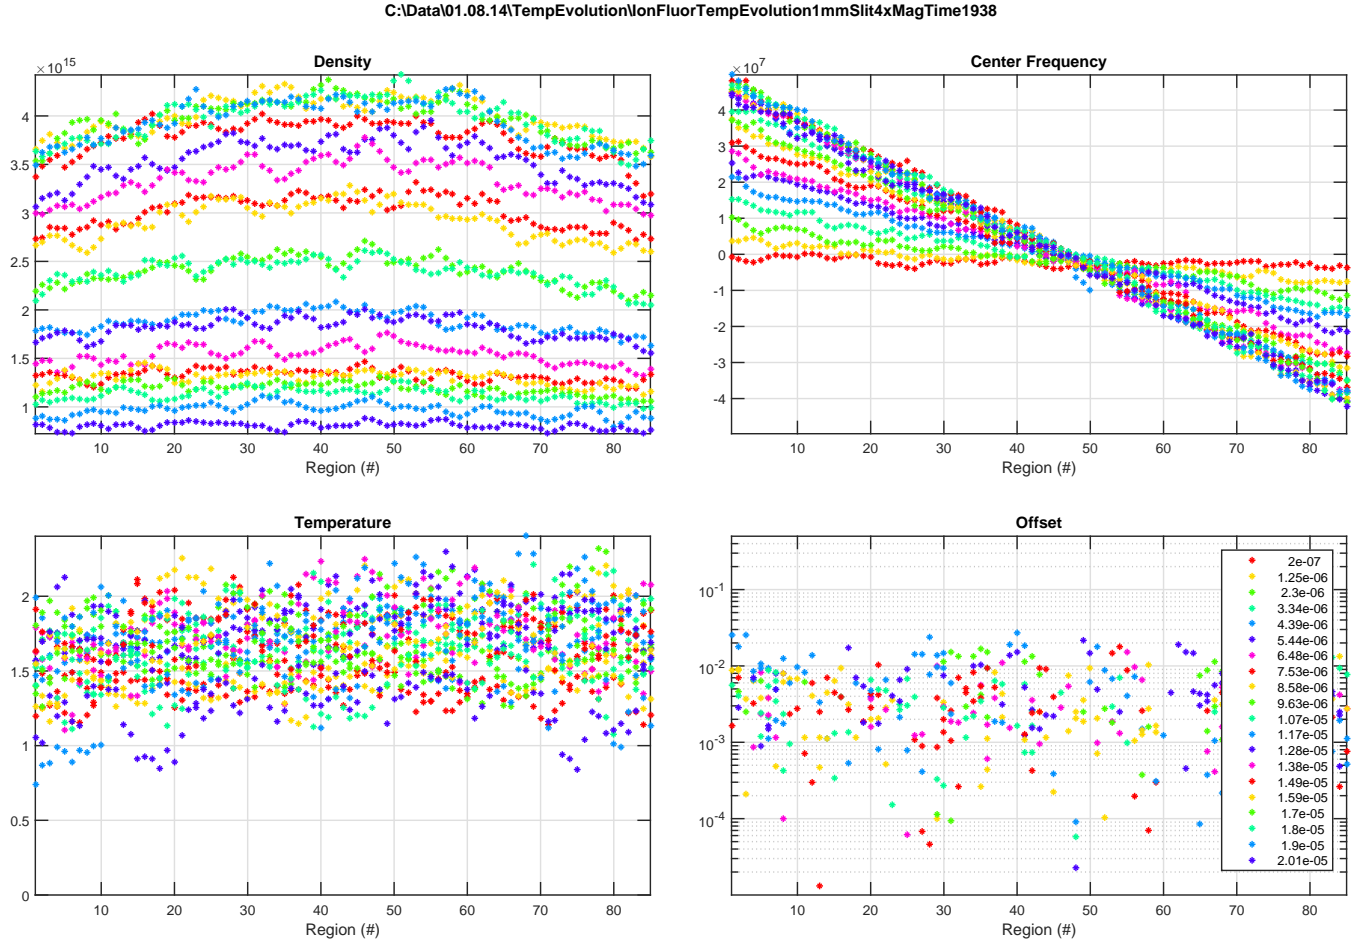 C:\Data\01.08.14\TempEvolution\IonFluorTempEvolution1mmSlit4xMagTime1938
Density
×10^15
4
3.5
3
2.5
2
1.5
1
10 20 30 40 50 60 70 80
Region (#)
Center Frequency
×10^7
4
3
2
1
0
-1
-2
-3
-4
10 20 30 40 50 60 70 80
Region (#)
Temperature
2
1.5
1
0.5
0
10 20 30 40 50 60 70 80
Region (#)
Offset
10^-1
10^-2
10^-3
10^-4
10 20 30 40 50 60 70 80
Region (#)
2e-07
1.25e-06
2.3e-06
3.34e-06
4.39e-06
5.44e-06
6.48e-06
7.53e-06
8.58e-06
9.63e-06
1.07e-05
1.17e-05
1.28e-05
1.38e-05
1.49e-05
1.59e-05
1.7e-05
1.8e-05
1.9e-05
2.01e-05